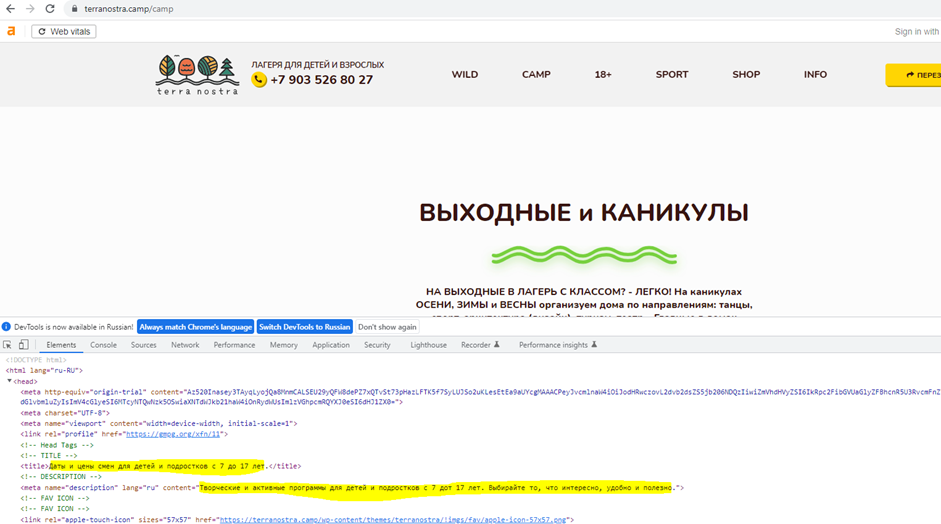 terranostra.camp/camp
a
Web vitals
Sign in with
ЛАГЕРЯ ДЛЯ ДЕТЕЙ И ВЗРОСЛЫХ
+7 903 526 80 27
terra nostra
WILD CAMP 18+ SPORT SHOP INFO
ПЕРЕЗ
ВЫХОДНЫЕ и КАНИКУЛЫ
НА ВЫХОДНЫЕ В ЛАГЕРЬ С КЛАССОМ? - ЛЕГКО! На каникулах
ОСЕНИ, ЗИМЫ и ВЕСНЫ организуем дома по направлениям: танцы,
DevTools is now available in Russian! Always match Chrome's language Switch DevTools to Russian Don't show again
Elements Console Sources Network Performance Memory Application Security Lighthouse Recorder Performance insights
<!DOCTYPE html>
<html lang="ru-RU">
<head>
<meta http-equiv="origin-trial" content="
<meta charset="UTF-8">
<meta name="viewport" content="width=device-width, initial-scale=1">
<link rel="profile" href="https://gmpg.org/xfn/11">
<!-- Head Tags -->
<!-- TITLE -->
<title>Даты и цены смен для детей и подростков с 7 до 17 лет.</title>
<!-- DESCRIPTION -->
<meta name="description" lang="ru" content="Творческие и активные программы для детей и подростков с 7 дот 17 лет. Выбирайте то, что интересно, удобно и полезно.">
<!-- FAV ICON -->
<!-- FAV ICON -->
<link rel="apple-touch-icon" sizes="57x57" href="https://terranostra.camp/wp-content/themes/terranostra/!imgs/fav/apple-icon-57x57.png">